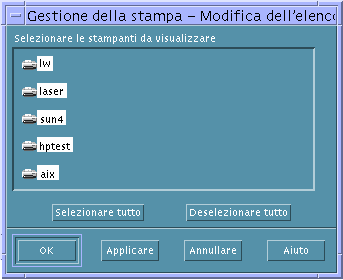 Gestione della stampa – Modifica dell'elenco
Selezionare le stampanti da visualizzare
lw
laser
sun4
hptest
aix
Selezionare tutto
Deselezionare tutto
OK
Applicare
Annullare
Aiuto